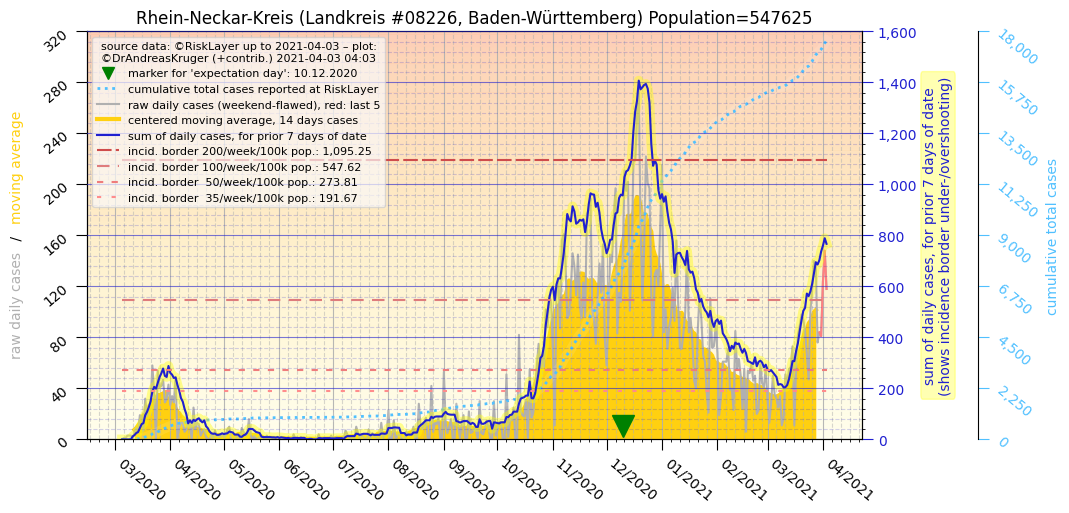 Rhein-Neckar-Kreis (Landkreis #08226, Baden-Württemberg) Population=547625
source data: ©RiskLayer up to 2021-04-03 – plot:
©DrAndreasKruger (+contrib.) 2021-04-03 04:03
marker for 'expectation day': 10.12.2020
cumulative total cases reported at RiskLayer
raw daily cases (weekend-flawed), red: last 5
centered moving average, 14 days cases
sum of daily cases, for prior 7 days of date
incid. border 200/week/100k pop.: 1,095.25
incid. border 100/week/100k pop.: 547.62
incid. border  50/week/100k pop.: 273.81
incid. border  35/week/100k pop.: 191.67
raw daily cases  /  moving average
320
280
240
200
160
120
80
40
0
03/2020
04/2020
05/2020
06/2020
07/2020
08/2020
09/2020
10/2020
11/2020
12/2020
01/2021
02/2021
03/2021
04/2021
1,600
1,400
1,200
1,000
800
600
400
200
0
sum of daily cases, for prior 7 days of date
(shows incidence border under-/overshooting)
18,000
15,750
13,500
11,250
9,000
6,750
4,500
2,250
0
cumulative total cases